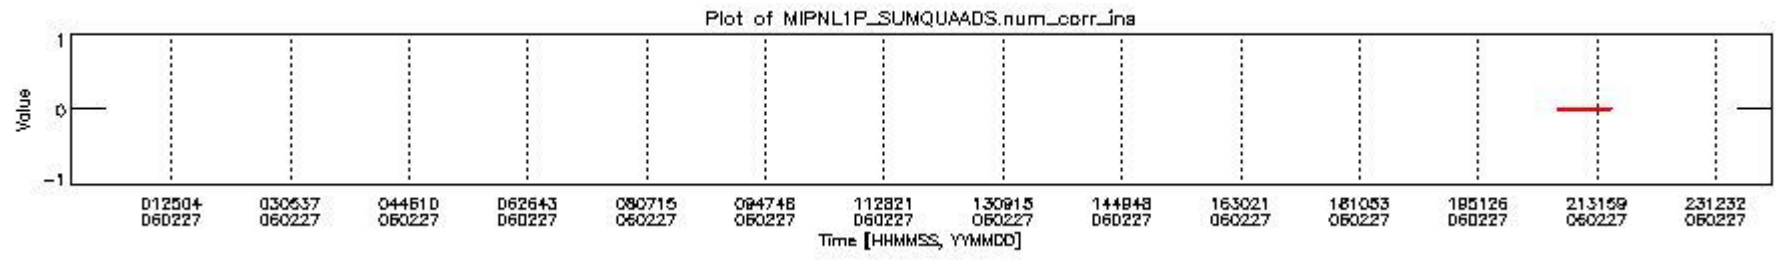 Plot of MIPNL1P_SUMQUAADS.num_corr_ins
1
Value
0
-1
012504 030537 044610 062643 080715 094748 112821 130915 144948 163021 181053 195126 213159 231232
060227 060227 060227 060227 060227 060227 060227 060227 060227 060227 060227 060227 060227 060227
Time [HHMMSS, YYMMDD]